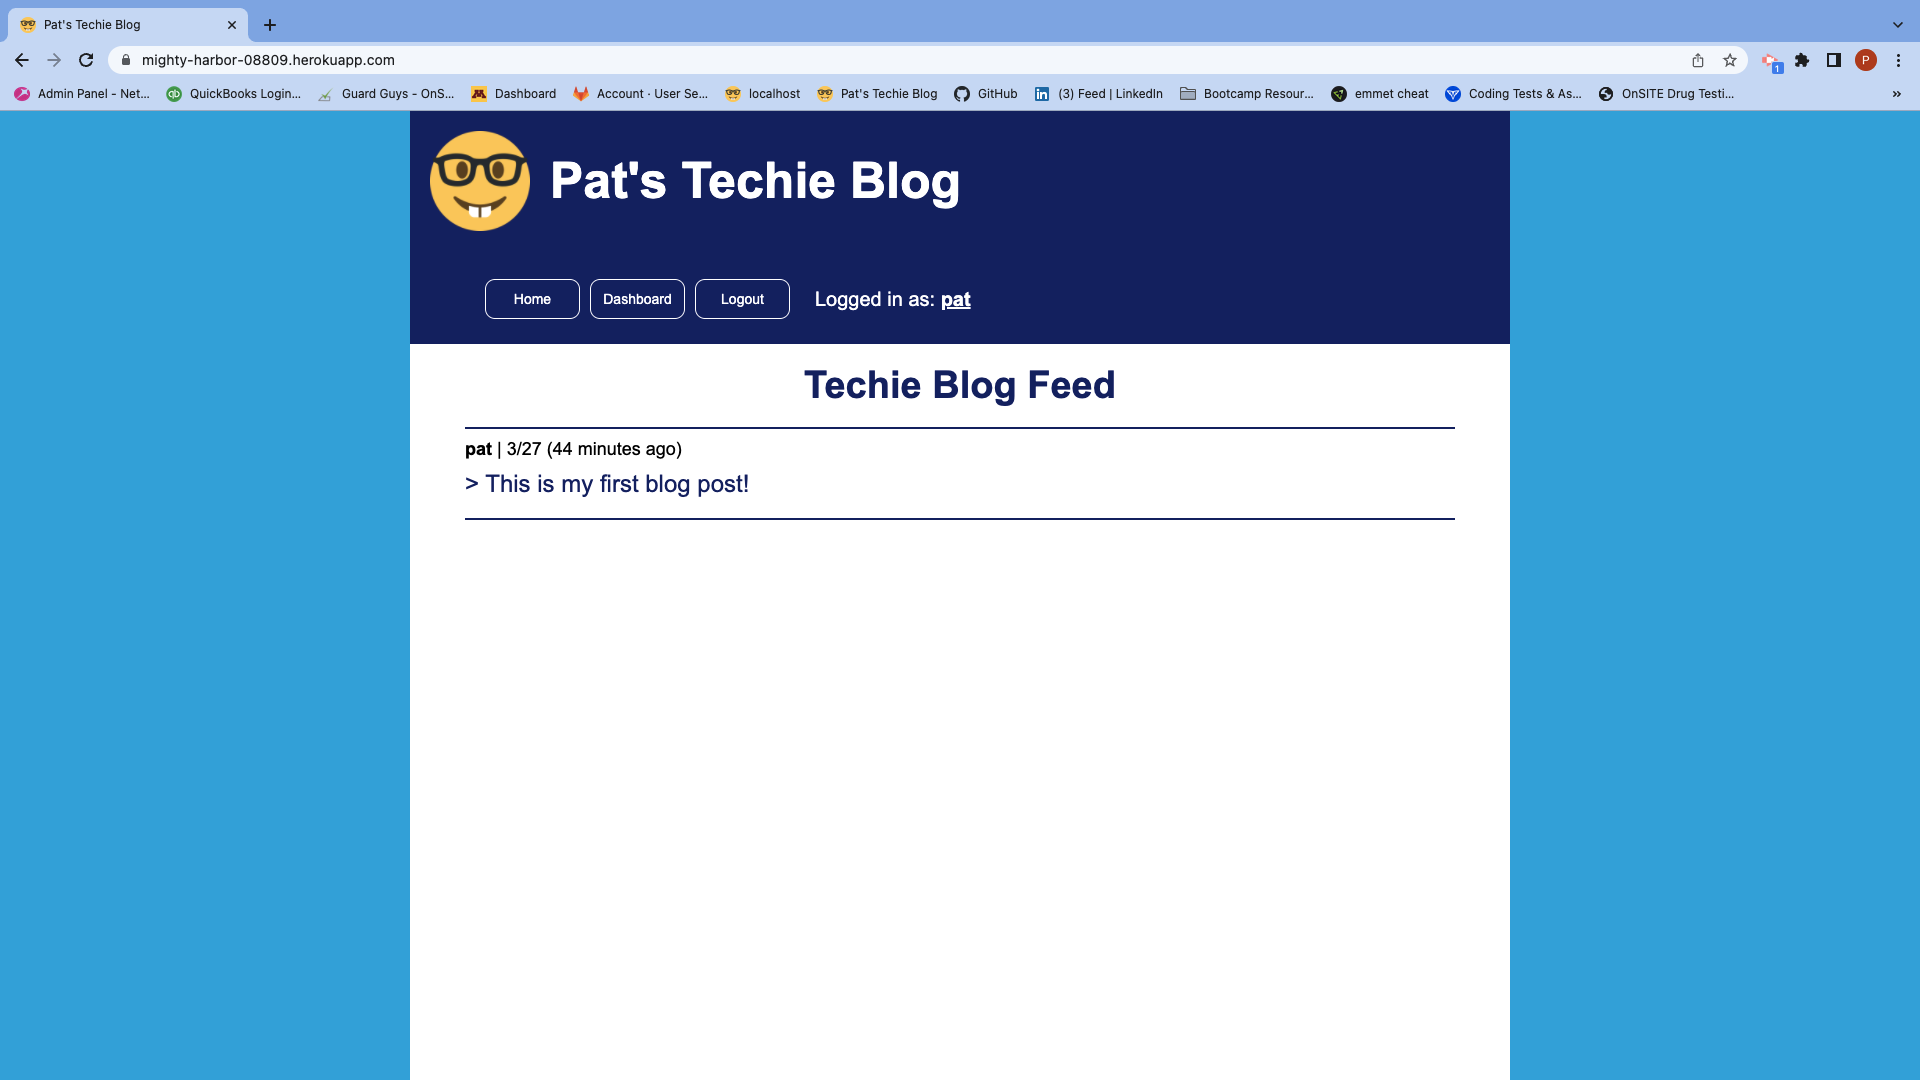 Pat's Techie Blog
mighty-harbor-08809.herokuapp.com
1
P
Admin Panel - Net... QuickBooks Login... Guard Guys - OnS... Dashboard Account · User Se... localhost Pat's Techie Blog GitHub (3) Feed | LinkedIn Bootcamp Resour... emmet cheat Coding Tests & As... OnSITE Drug Testi... »
Pat's Techie Blog
Home Dashboard Logout Logged in as: pat
Techie Blog Feed
pat | 3/27 (44 minutes ago)
> This is my first blog post!